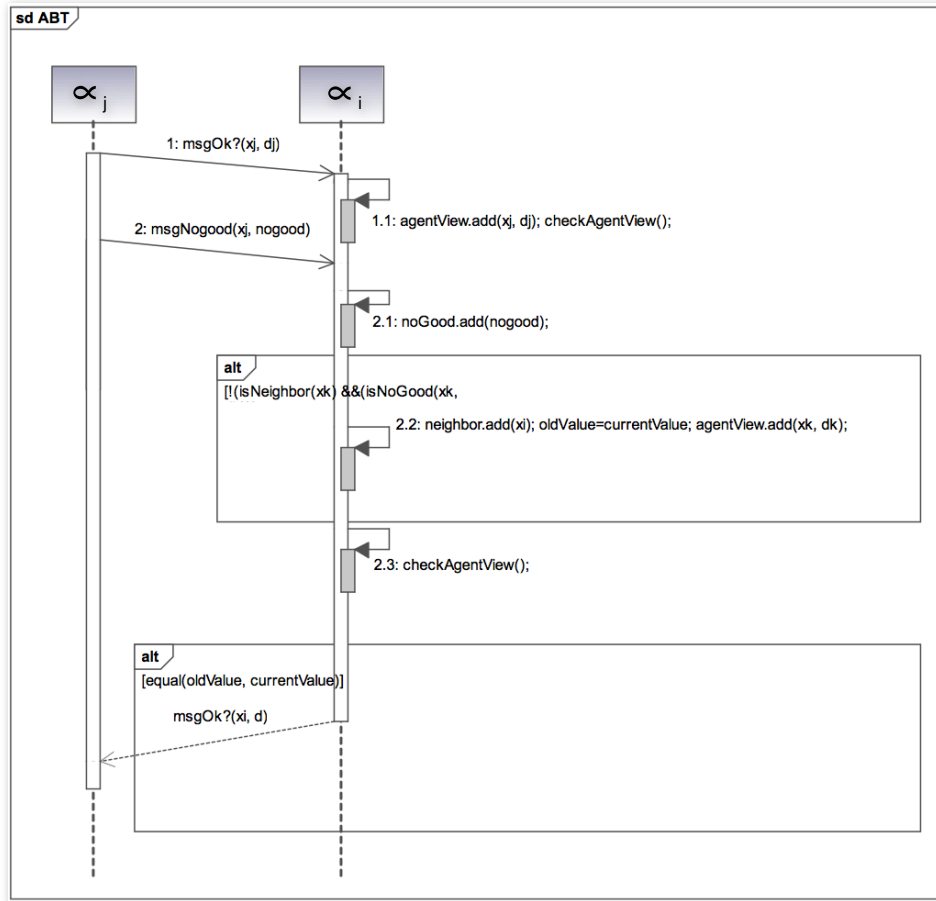 sd ABT
∝ j
∝ i
1: msgOk?(xj, dj)
1.1: agentView.add(xj, dj); checkAgentView();
2: msgNogood(xj, nogood)
2.1: noGood.add(nogood);
alt
[!(isNeighbor(xk) &&(isNoGood(xk,
2.2: neighbor.add(xi); oldValue=currentValue; agentView.add(xk, dk);
2.3: checkAgentView();
alt
[equal(oldValue, currentValue)]
msgOk?(xi, d)